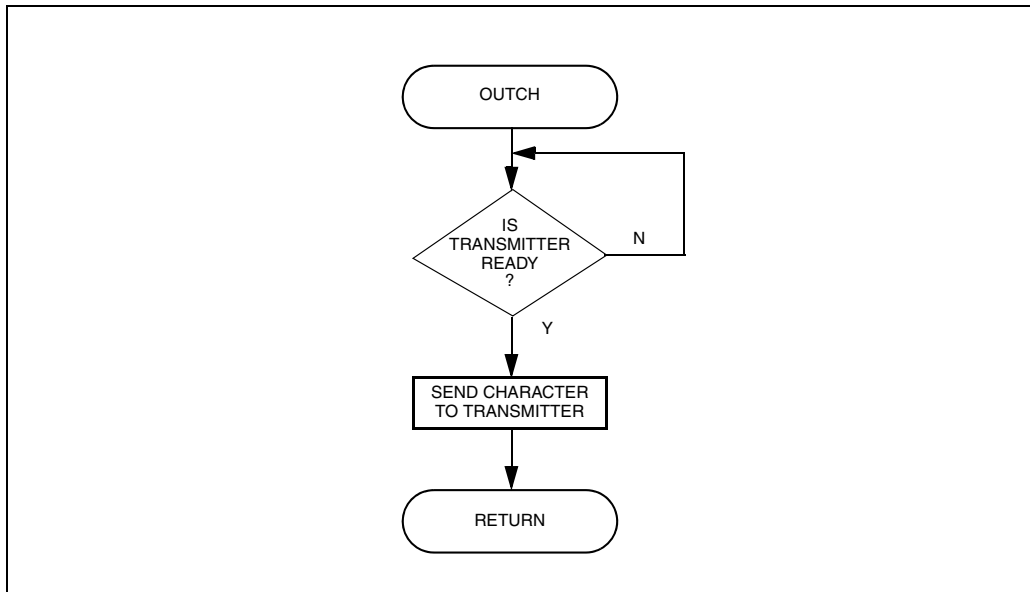 OUTCH
IS
TRANSMITTER
READY
?
N
Y
SEND CHARACTER
TO TRANSMITTER
RETURN